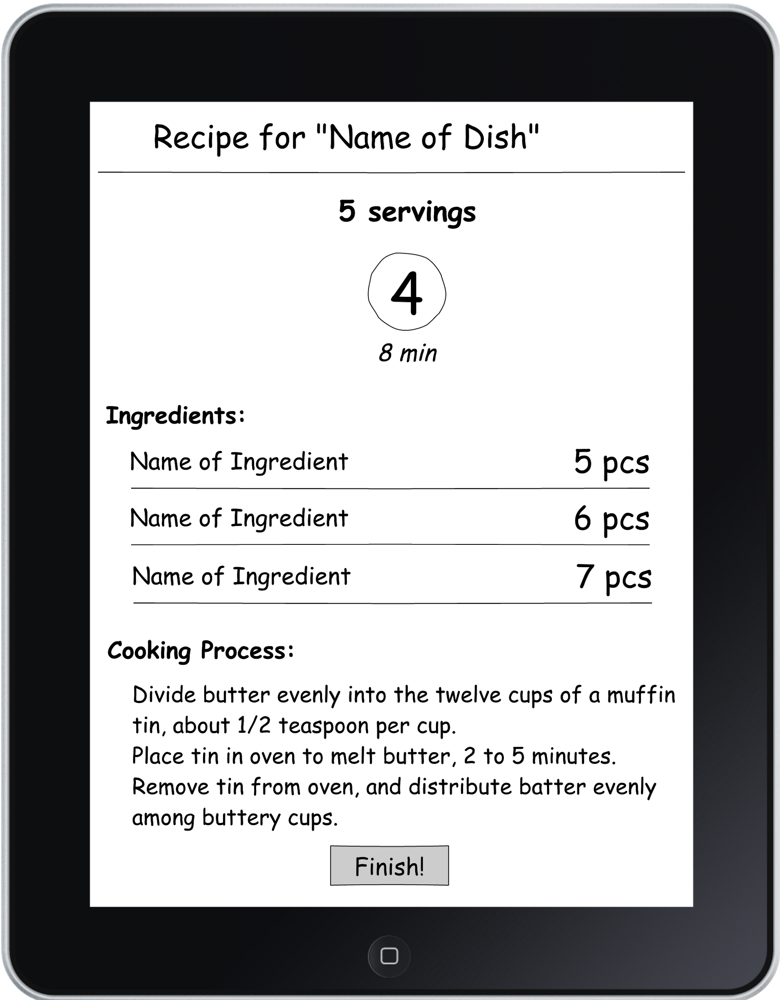 Recipe for "Name of Dish"
5 servings
4
8 min
Ingredients:
Name of Ingredient 5 pcs
Name of Ingredient 6 pcs
Name of Ingredient 7 pcs
Cooking Process:
Divide butter evenly into the twelve cups of a muffin
tin, about 1/2 teaspoon per cup.
Place tin in oven to melt butter, 2 to 5 minutes.
Remove tin from oven, and distribute batter evenly
among buttery cups.
Finish!